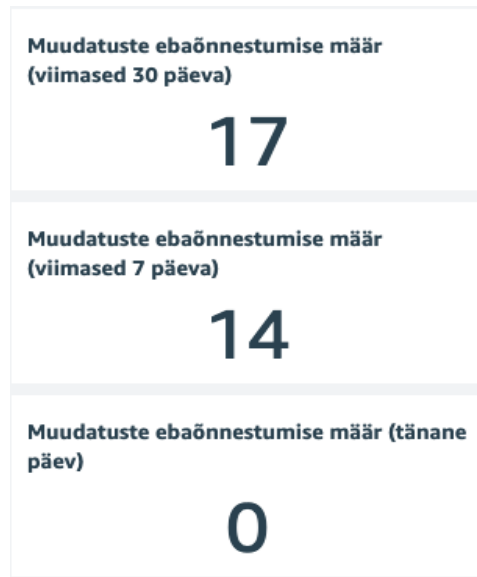 Muudatuste ebaõnnestumise määr
(viimased 30 päeva)
17
Muudatuste ebaõnnestumise määr
(viimased 7 päeva)
14
Muudatuste ebaõnnestumise määr (tänane
päev)
0